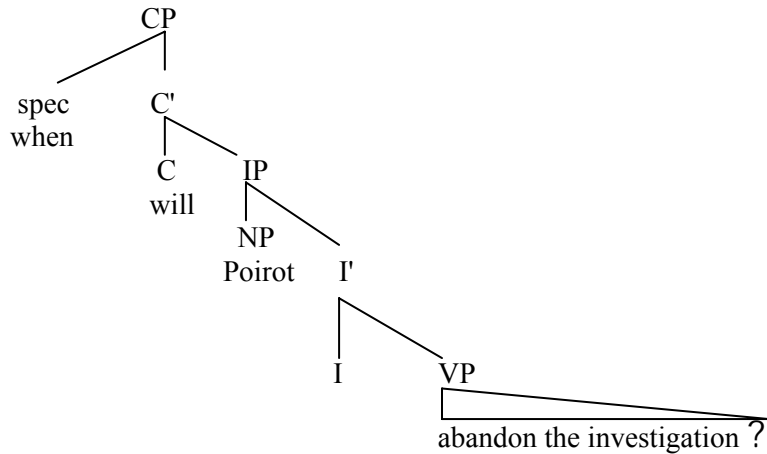 CP
spec
when
C'
C
will
IP
NP
Poirot
I'
I
VP
abandon the investigation ?